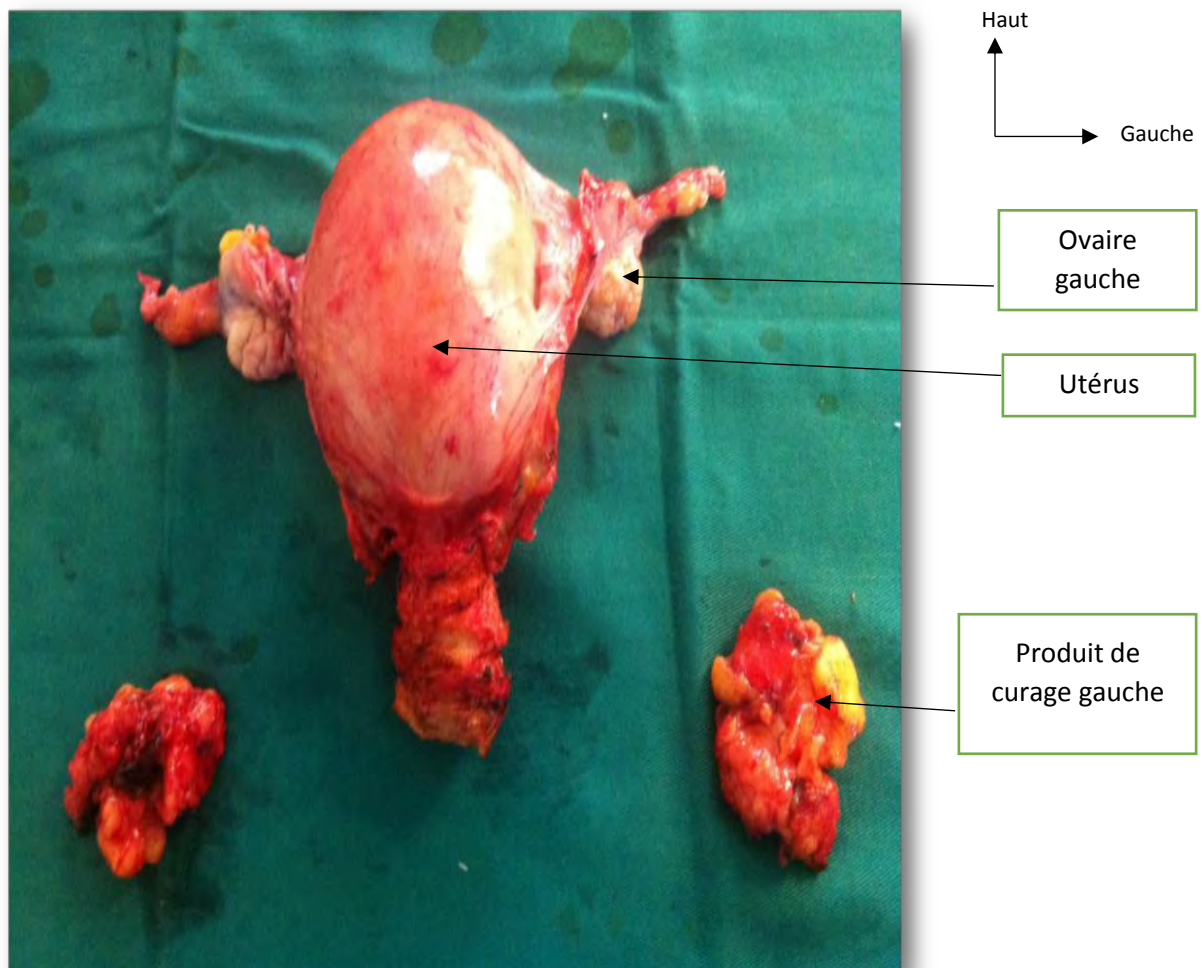 Haut
Gauche
Ovaire
gauche
Utérus
Produit de
curage gauche